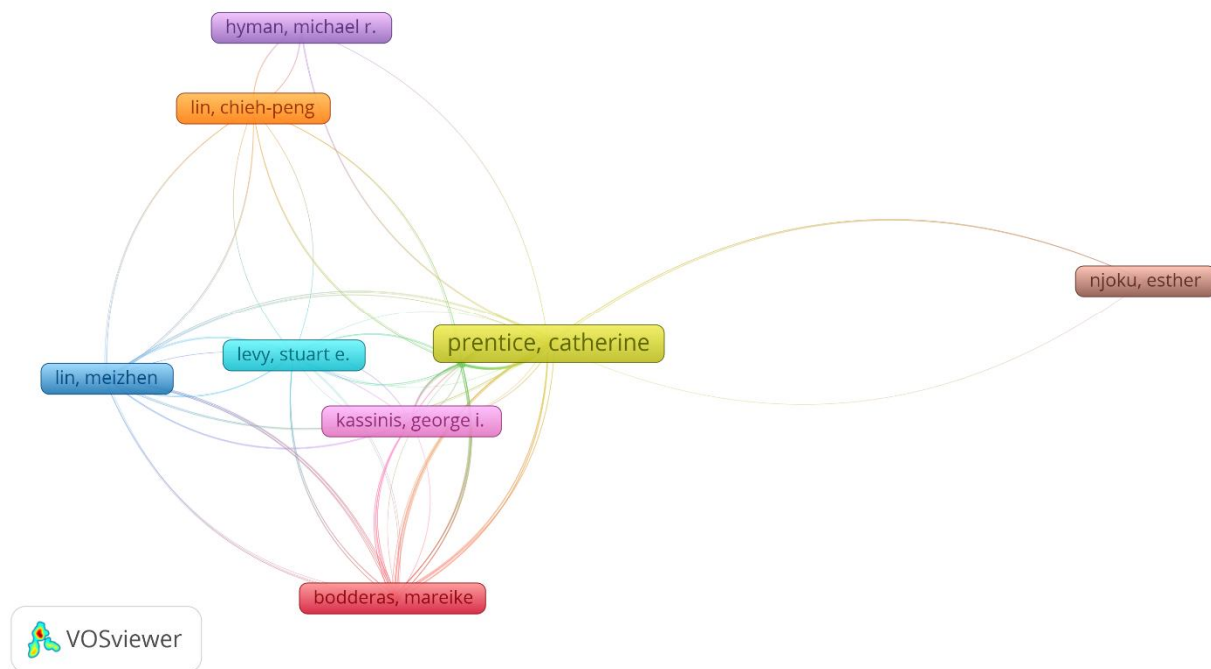 hyman, michael r.
lin, chieh-peng
njoku, esther
prentice, catherine
levy, stuart e.
lin, meizhen
kassinis, george i.
bodderas, mareike
VOSviewer